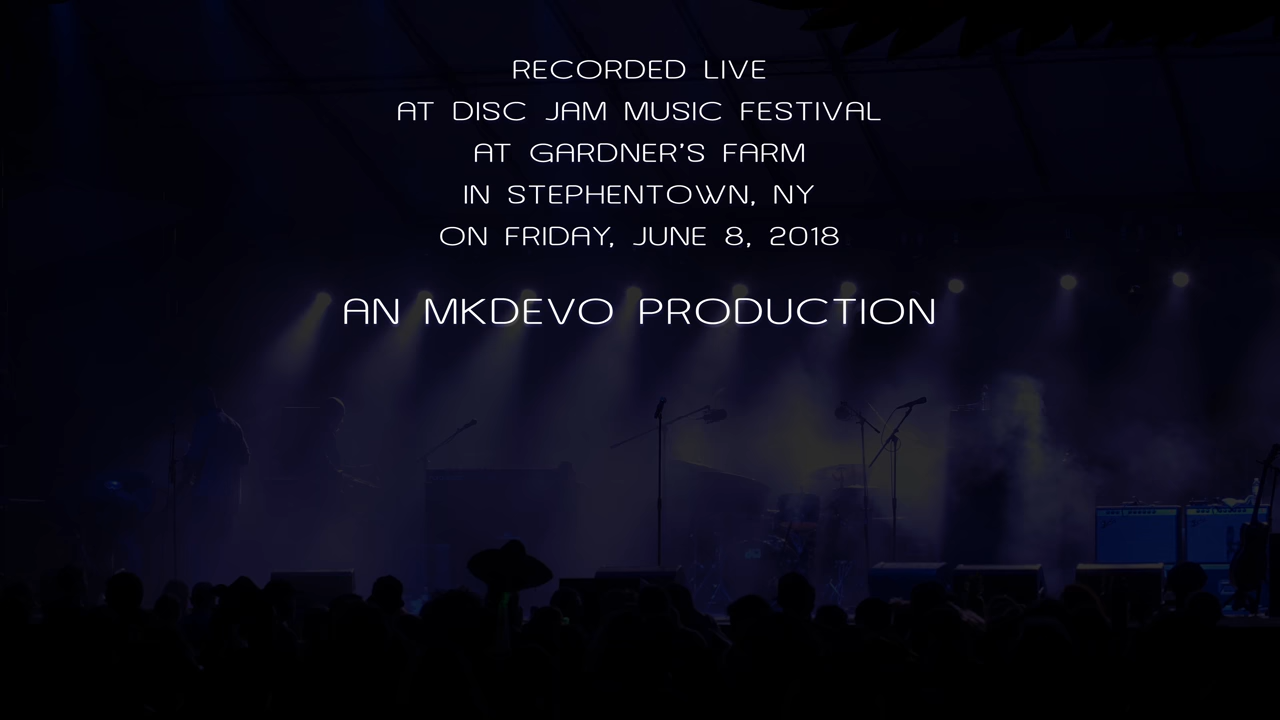 RECORDED LIVE
AT DISC JAM MUSIC FESTIVAL
AT GARDNER'S FARM
IN STEPHENTOWN, NY
ON FRIDAY, JUNE 8, 2018
AN MKDEVO PRODUCTION